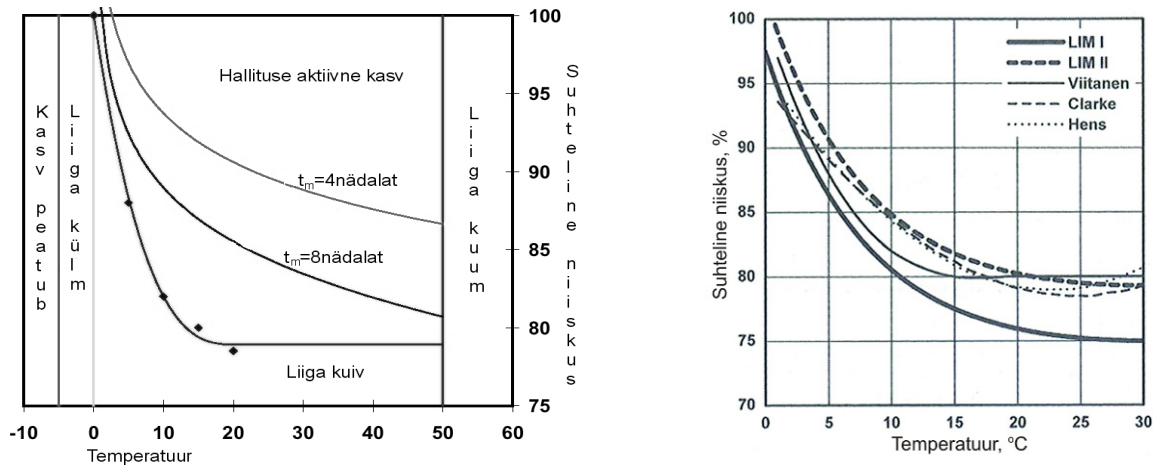 Hallituse aktiivne kasv
Kasv peatub
Liiga külm
Liiga kuum
tm=4nädalat
tm=8nädalat
Liiga kuiv
100
95
90
85
80
75
Suhteline niiskus
-10 0 10 20 30 40 50 60
Temperatuur
LIM I
LIM II
Viitanen
Clarke
Hens
100
95
90
85
80
75
70
Suhteline niiskus, %
0 5 10 15 20 25 30
Temperatuur, °C